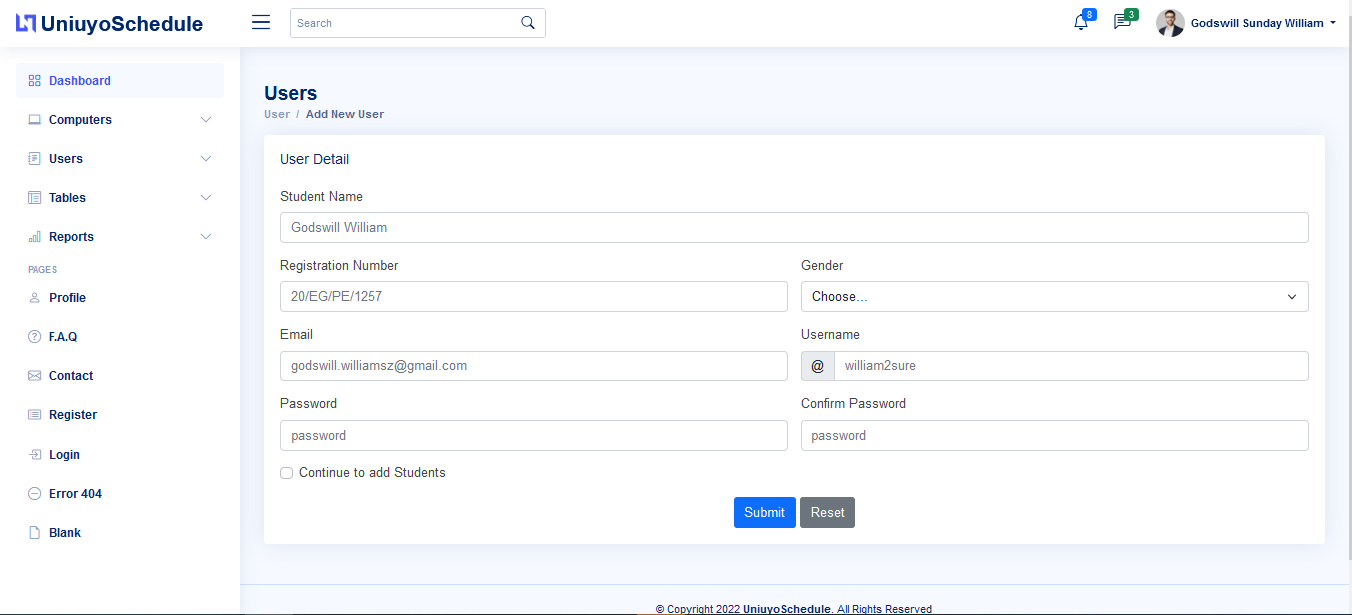 UniuyoSchedule
Search
8
3
Godswill Sunday William
Dashboard
Computers
Users
Tables
Reports
PAGES
Profile
F.A.Q
Contact
Register
Login
Error 404
Blank
Users
User / Add New User
User Detail
Student Name
Godswill William
Registration Number
Gender
20/EG/PE/1257
Choose...
Email
Username
godswill.williamsz@gmail.com
@ william2sure
Password
Confirm Password
password
password
Continue to add Students
Submit
Reset
© Copyright 2022 UniuyoSchedule. All Rights Reserved